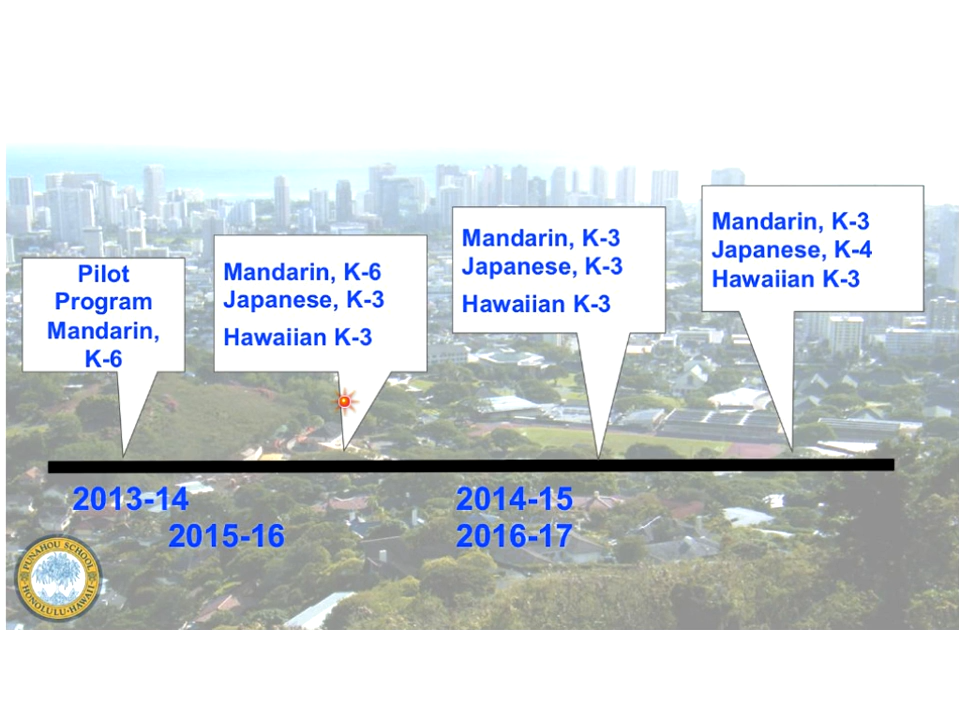 Pilot
Program
Mandarin,
K-6
Mandarin, K-6
Japanese, K-3
Hawaiian K-3
Mandarin, K-3
Japanese, K-3
Hawaiian K-3
Mandarin, K-3
Japanese, K-4
Hawaiian K-3
2013-14
2014-15
2015-16
2016-17
PUNAHOU SCHOOL
HONOLULU·HAWAII